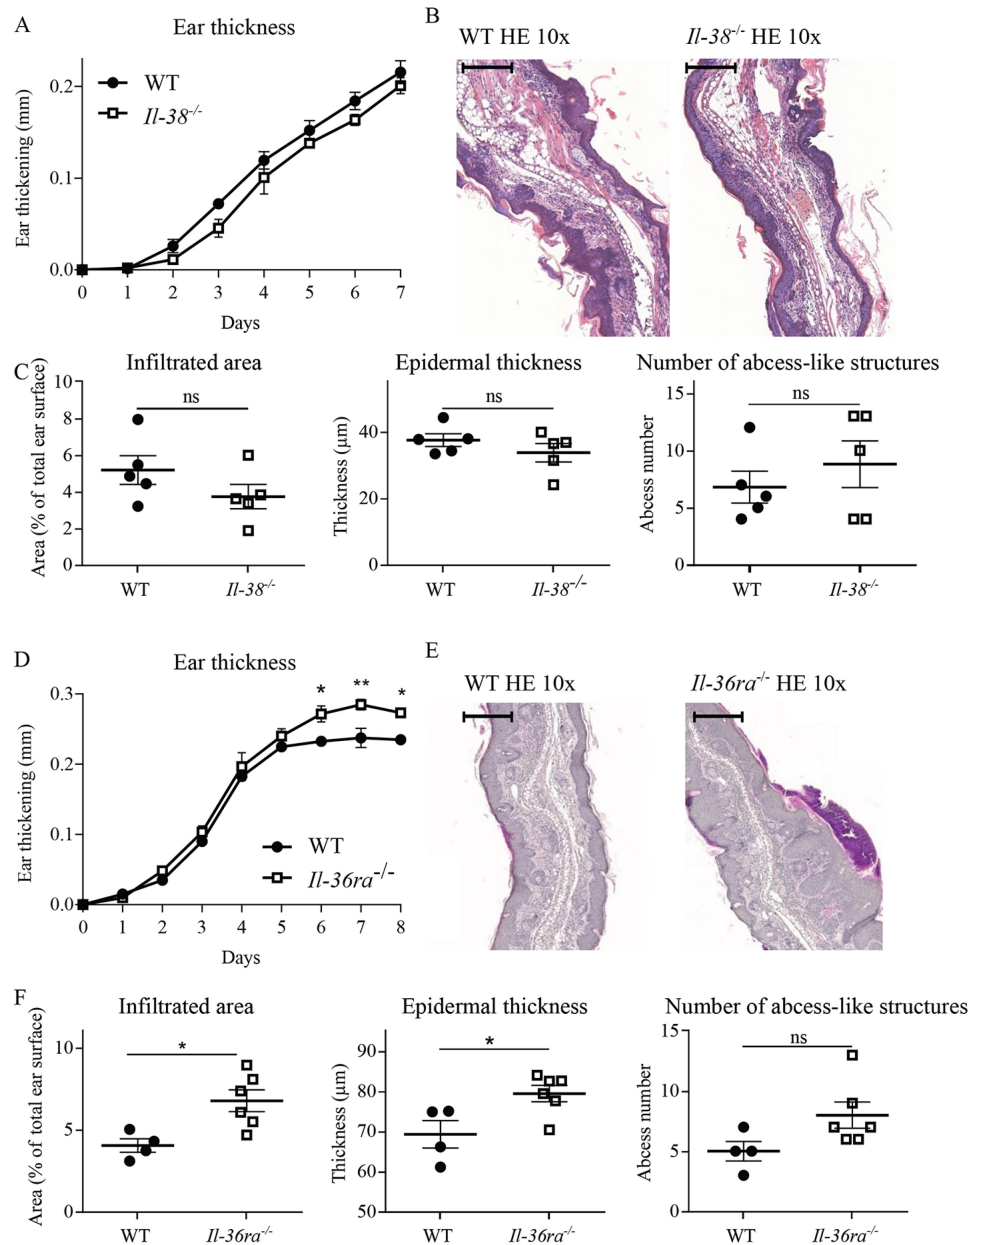 A
Ear thickness
Ear thickening (mm)
WT
Il-38-/-
0.2
0.1
0.0
0 1 2 3 4 5 6 7
Days
B
WT HE 10x
Il-38-/- HE 10x
C
Infiltrated area
Area (% of total ear surface)
ns
10
8
6
4
2
0
WT Il-38-/-
Epidermal thickness
Thickness (µm)
ns
40
20
0
WT Il-38-/-
Number of abcess-like structures
Abcess number
ns
15
10
5
0
WT Il-38-/-
D
Ear thickness
Ear thickening (mm)
* ** *
0.3
0.2
0.1
0.0
WT
Il-36ra-/-
0 1 2 3 4 5 6 7 8
Days
E
WT HE 10x
Il-36ra-/- HE 10x
F
Infiltrated area
Area (% of total ear surface)
*
10
5
0
WT Il-36ra-/-
Epidermal thickness
Thickness (µm)
*
90
80
70
60
50
WT Il-36ra-/-
Number of abcess-like structures
Abcess number
ns
15
10
5
0
WT Il-36ra-/-